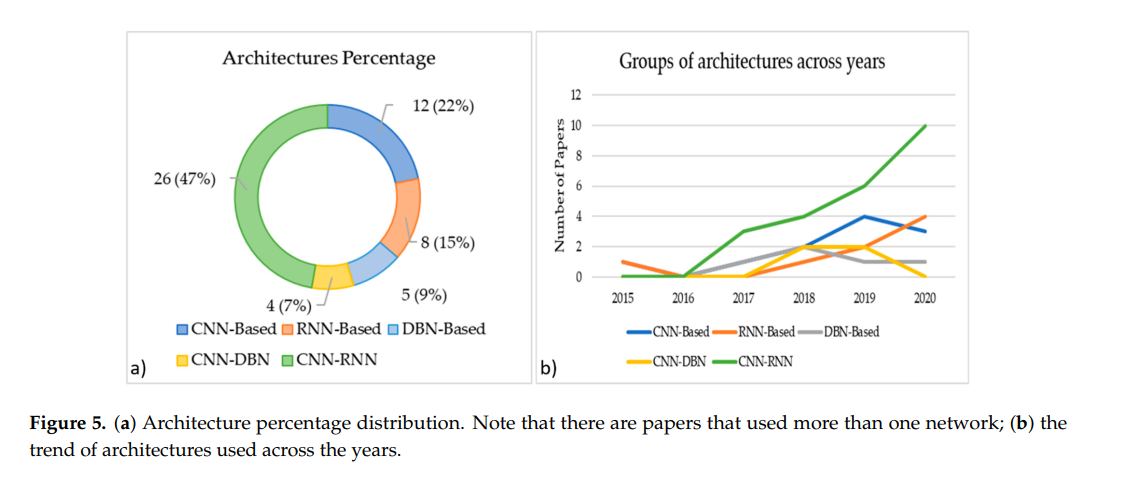 Architectures Percentage
12 (22%)
26 (47%)
8 (15%)
5 (9%)
4 (7%)
CNN-Based RNN-Based DBN-Based
CNN-DBN CNN-RNN
a)
Groups of architectures across years
Number of Papers
12
10
8
6
4
2
0
2015 2016 2017 2018 2019 2020
CNN-Based RNN-Based DBN-Based
CNN-DBN CNN-RNN
b)
Figure 5. (a) Architecture percentage distribution. Note that there are papers that used more than one network; (b) the
trend of architectures used across the years.